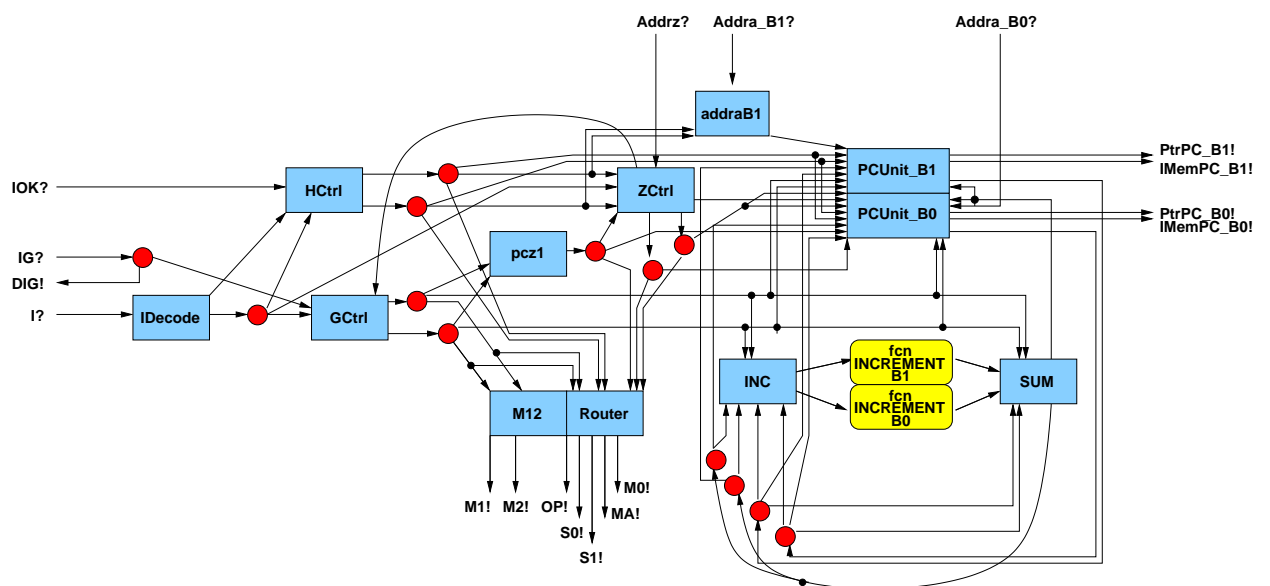 Addrz? Addra_B1? Addra_B0?
addraB1
PtrPC_B1!
PCUnit_B1
IMemPC_B1!
IOK?
HCtrl
ZCtrl
PCUnit_B0
PtrPC_B0!
IMemPC_B0!
IG?
pcz1
DIG!
I?
IDecode
GCtrl
fcn
INCREMENT
B1
INC
SUM
fcn
INCREMENT
B0
M12
Router
M0!
M1! M2! OP! MA!
S0!
S1!